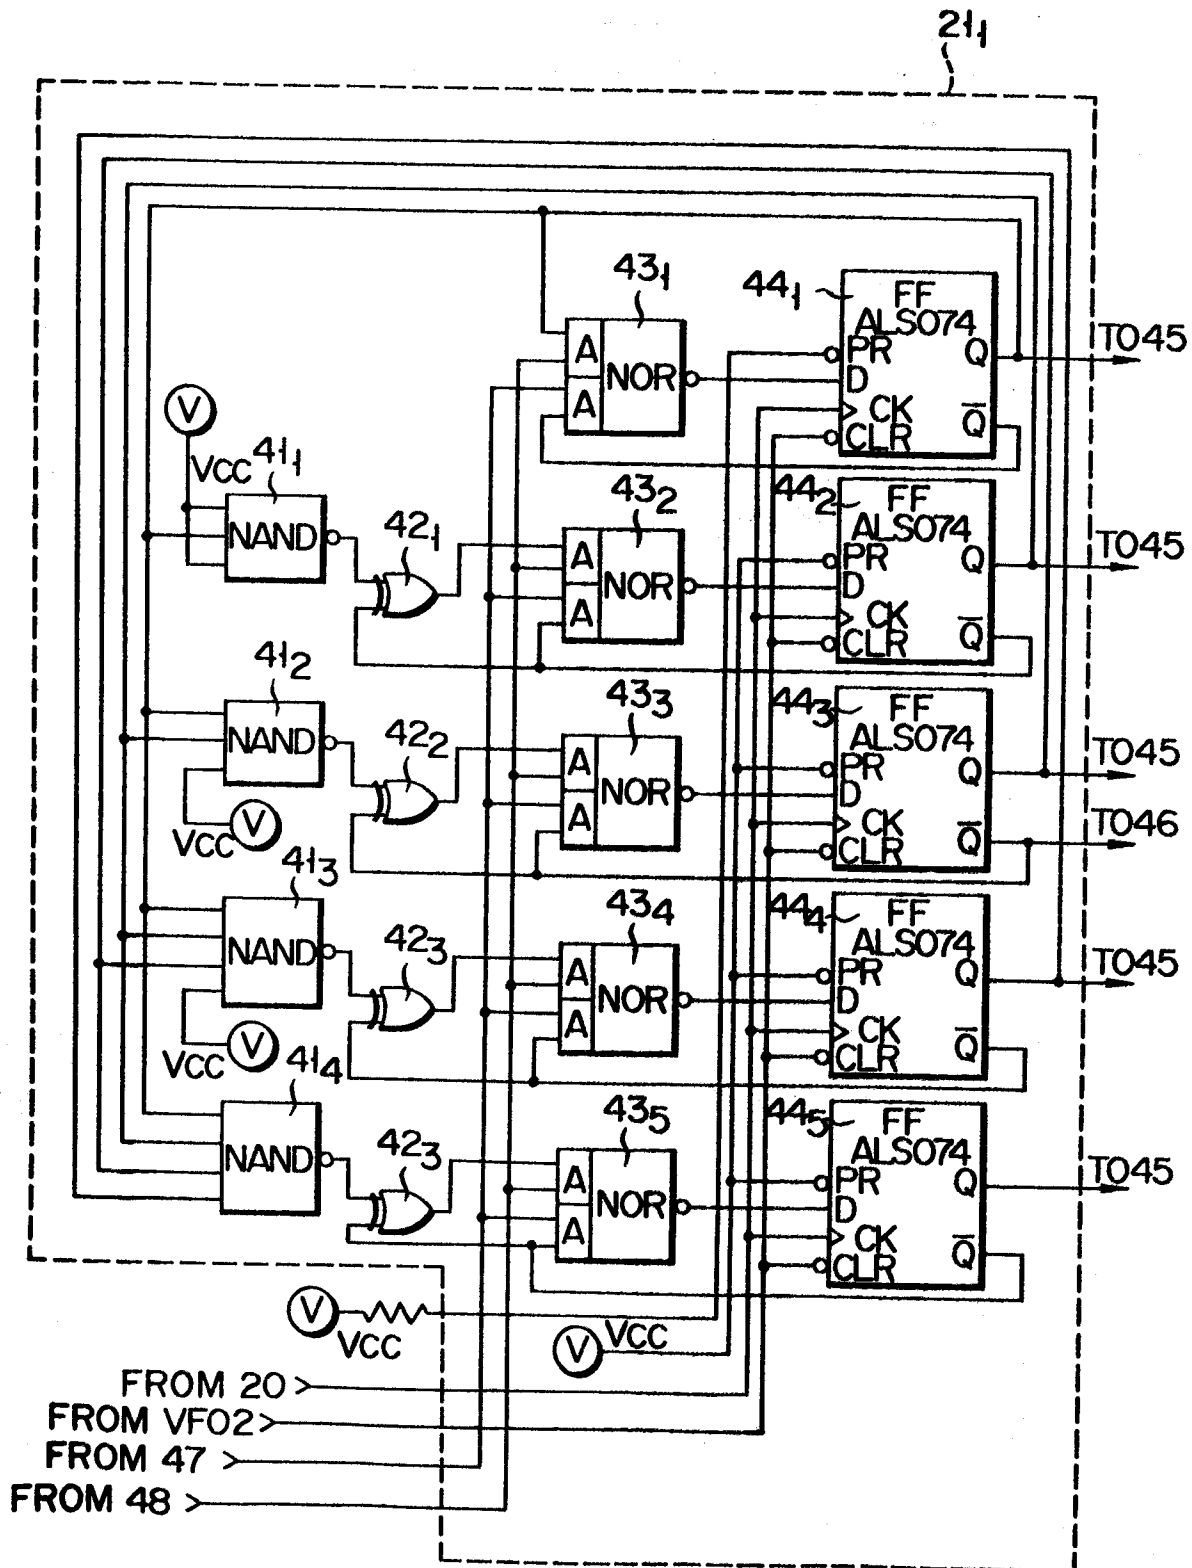 21₁
43₁
44₁
FF
ALS074
PR
Q
TO45
A
NOR
D
A
CK
Q̅
CLR
V
VCC
41₁
NAND
42₁
43₂
44₂
FF
ALS074
PR
Q
TO45
A
NOR
D
A
CK
Q̅
CLR
41₂
NAND
42₂
V
VCC
43₃
44₃
FF
ALS074
PR
Q
TO45
A
NOR
D
A
CK
Q̅
TO46
CLR
41₃
NAND
42₃
V
VCC
43₄
44₄
FF
ALS074
PR
Q
TO45
A
NOR
D
A
CK
Q̅
CLR
41₄
NAND
42₃
43₅
44₅
FF
ALS074
PR
Q
TO45
A
NOR
D
A
CK
Q̅
CLR
V
VCC
V
VCC
FROM 20
FROM VFO2
FROM 47
FROM 48